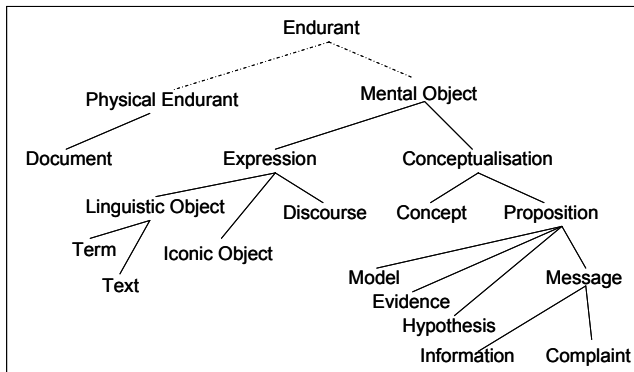 Endurant
Physical Endurant
Mental Object
Document
Expression
Conceptualisation
Linguistic Object
Discourse
Concept
Proposition
Term
Iconic Object
Text
Model
Message
Evidence
Hypothesis
Information
Complaint